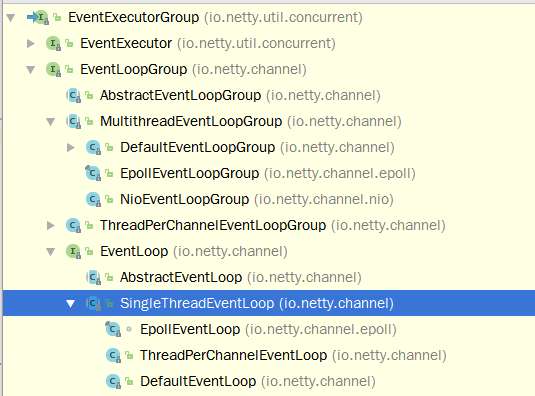 EventExecutorGroup (io.netty.util.concurrent)
EventExecutor (io.netty.util.concurrent)
EventLoopGroup (io.netty.channel)
AbstractEventLoopGroup (io.netty.channel)
MultithreadEventLoopGroup (io.netty.channel)
DefaultEventLoopGroup (io.netty.channel)
EpollEventLoopGroup (io.netty.channel.epoll)
NioEventLoopGroup (io.netty.channel.nio)
ThreadPerChannelEventLoopGroup (io.netty.channel)
EventLoop (io.netty.channel)
AbstractEventLoop (io.netty.channel)
SingleThreadEventLoop (io.netty.channel)
EpollEventLoop (io.netty.channel.epoll)
ThreadPerChannelEventLoop (io.netty.channel)
DefaultEventLoop (io.netty.channel)